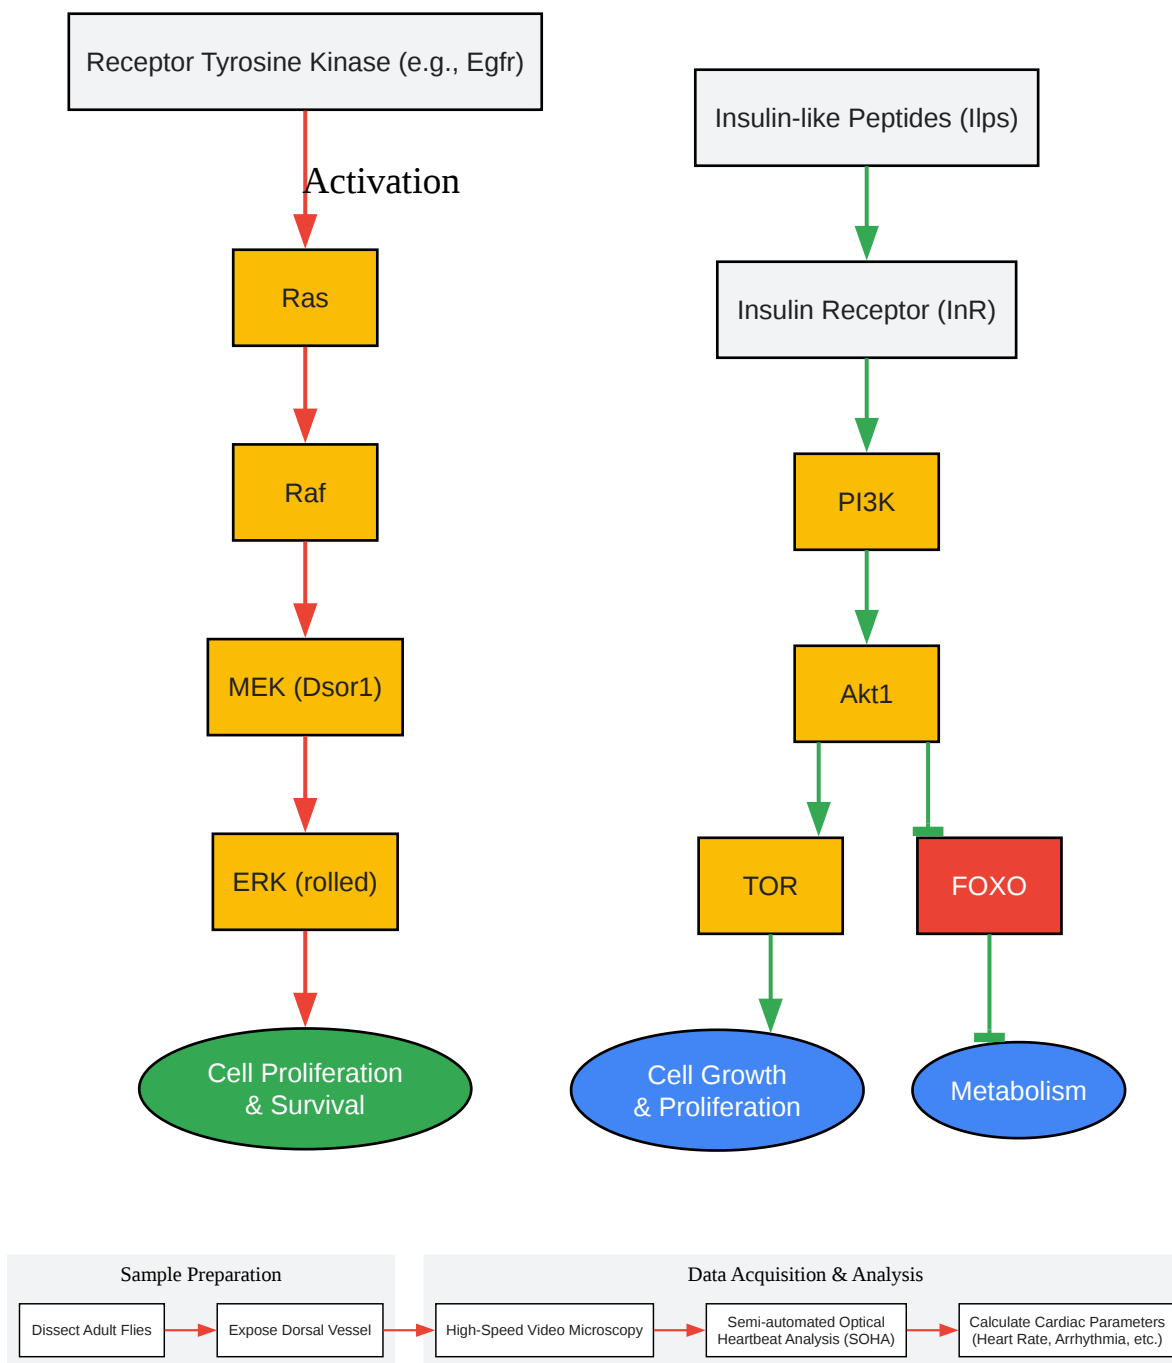 Receptor Tyrosine Kinase (e.g., Egfr)
Activation
Ras
Raf
MEK (Dsor1)
ERK (rolled)
Cell Proliferation
& Survival
Insulin-like Peptides (Ilps)
Insulin Receptor (InR)
PI3K
Akt1
TOR
FOXO
Cell Growth
& Proliferation
Metabolism
Sample Preparation
Dissect Adult Flies
Expose Dorsal Vessel
Data Acquisition & Analysis
High-Speed Video Microscopy
Semi-automated Optical
Heartbeat Analysis (SOHA)
Calculate Cardiac Parameters
(Heart Rate, Arrhythmia, etc.)